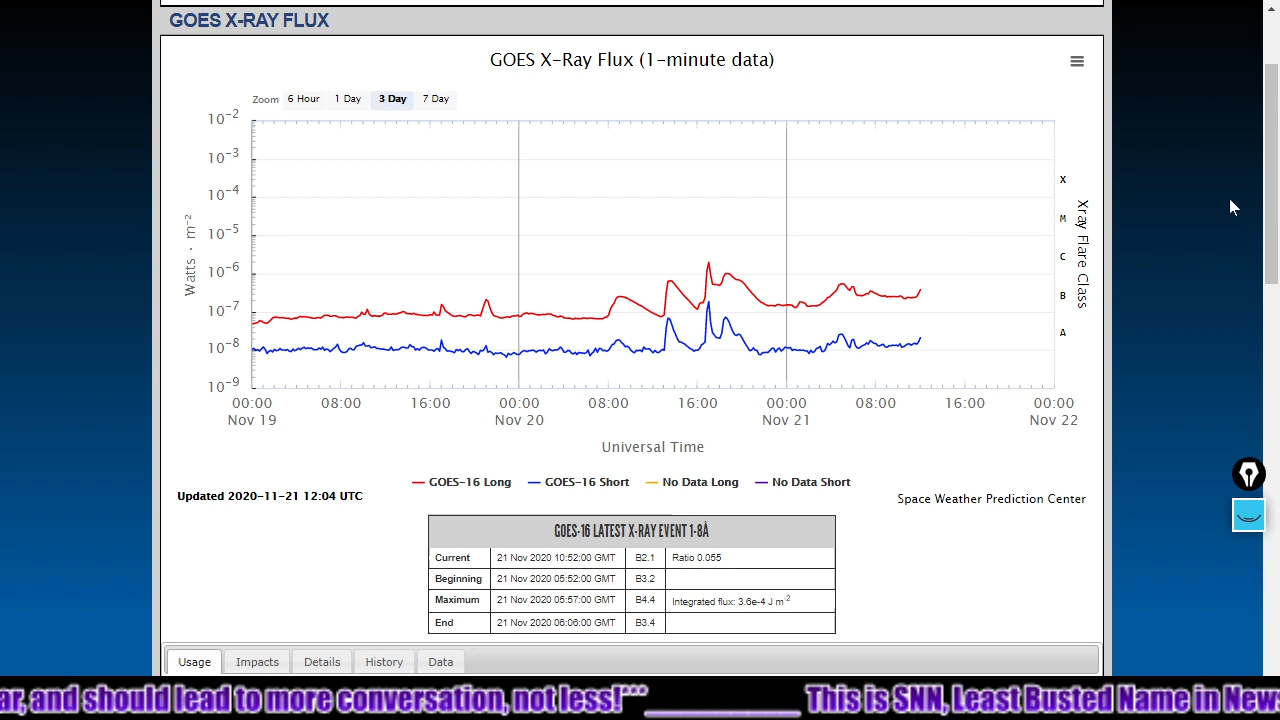 GOES X-RAY FLUX
GOES X-Ray Flux (1-minute data)
Zoom 6 Hour 1 Day 3 Day 7 Day
10⁻²
10⁻³
10⁻⁴
10⁻⁵
10⁻⁶
10⁻⁷
10⁻⁸
10⁻⁹
Watts · m⁻²
X
M
C
B
A
Xray Flare Class
00:00 08:00 16:00 00:00 08:00 16:00 00:00 08:00 16:00 00:00
Nov 19 Nov 20 Nov 21 Nov 22
Universal Time
GOES-16 Long GOES-16 Short No Data Long No Data Short
Updated 2020-11-21 12:04 UTC
Space Weather Prediction Center
GOES-16 LATEST X-RAY EVENT 1-8Å
Current 21 Nov 2020 10:52:00 GMT B2.1 Ratio 0.055
Beginning 21 Nov 2020 05:52:00 GMT B3.2
Maximum 21 Nov 2020 05:57:00 GMT B4.4 Integrated flux: 3.6e-4 J m⁻²
End 21 Nov 2020 06:06:00 GMT B3.4
Usage Impacts Details History Data
ar, and should lead to more conversation, not less!*** ____________ This is SNN, Least Busted Name in New